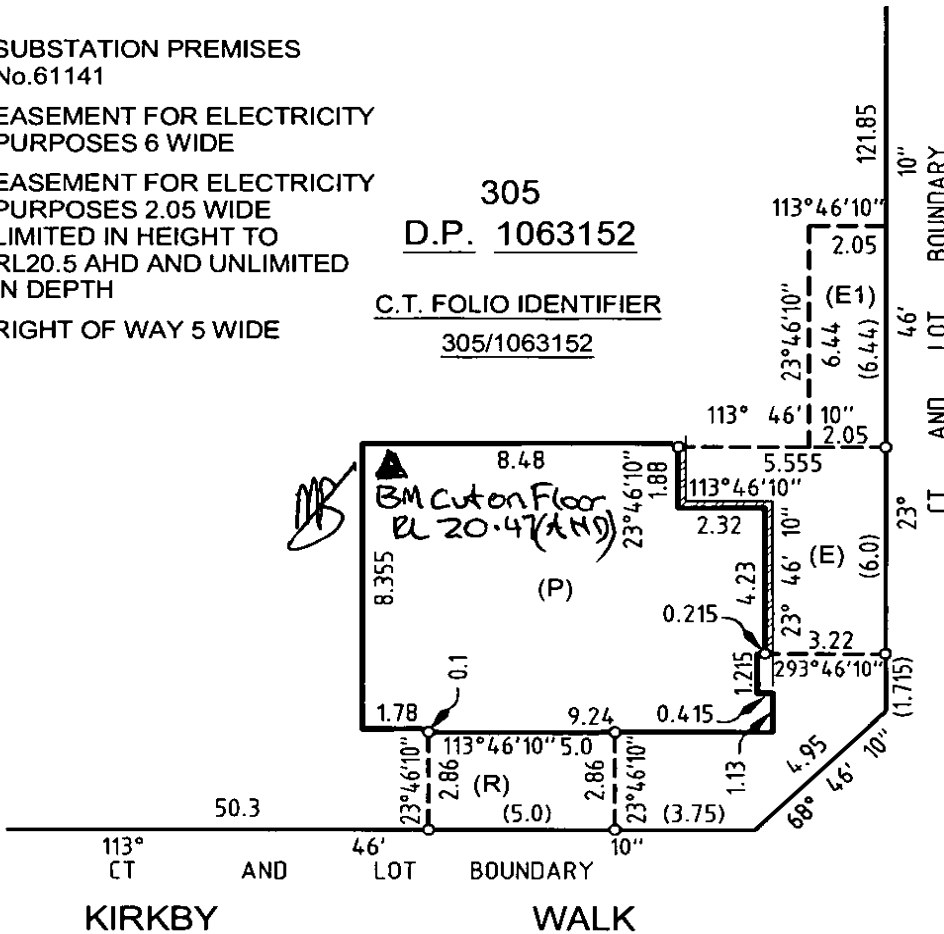 SUBSTATION PREMISES
No.61141
EASEMENT FOR ELECTRICITY
PURPOSES 6 WIDE
EASEMENT FOR ELECTRICITY
PURPOSES 2.05 WIDE
LIMITED IN HEIGHT TO
RL20.5 AHD AND UNLIMITED
IN DEPTH
RIGHT OF WAY 5 WIDE
305
D.P. 1063152
C.T. FOLIO IDENTIFIER
305/1063152
121.85
113°46'10"
2.05
(E1)
23°46'10"
6.44
(6.44)
23° 46' 10"
CT AND LOT BOUNDARY
113° 46' 10"
2.05
5.555
8.48
23°46'10"
1.88
113°46'10"
2.32
BM Cut on Floor
RL 20.47 (AHD)
8.355
(P)
4.23
23° 46' 10"
(E)
(6.0)
0.215
3.22
293°46'10"
1.215
(1.715)
0.1
1.78
9.24
0.415
1.13
113°46'10" 5.0
23°46'10"
2.86
(R)
2.86
23°46'10"
4.95
68° 46' 10"
50.3
(5.0)
(3.75)
113° 46' 10"
CT AND LOT BOUNDARY
KIRKBY WALK